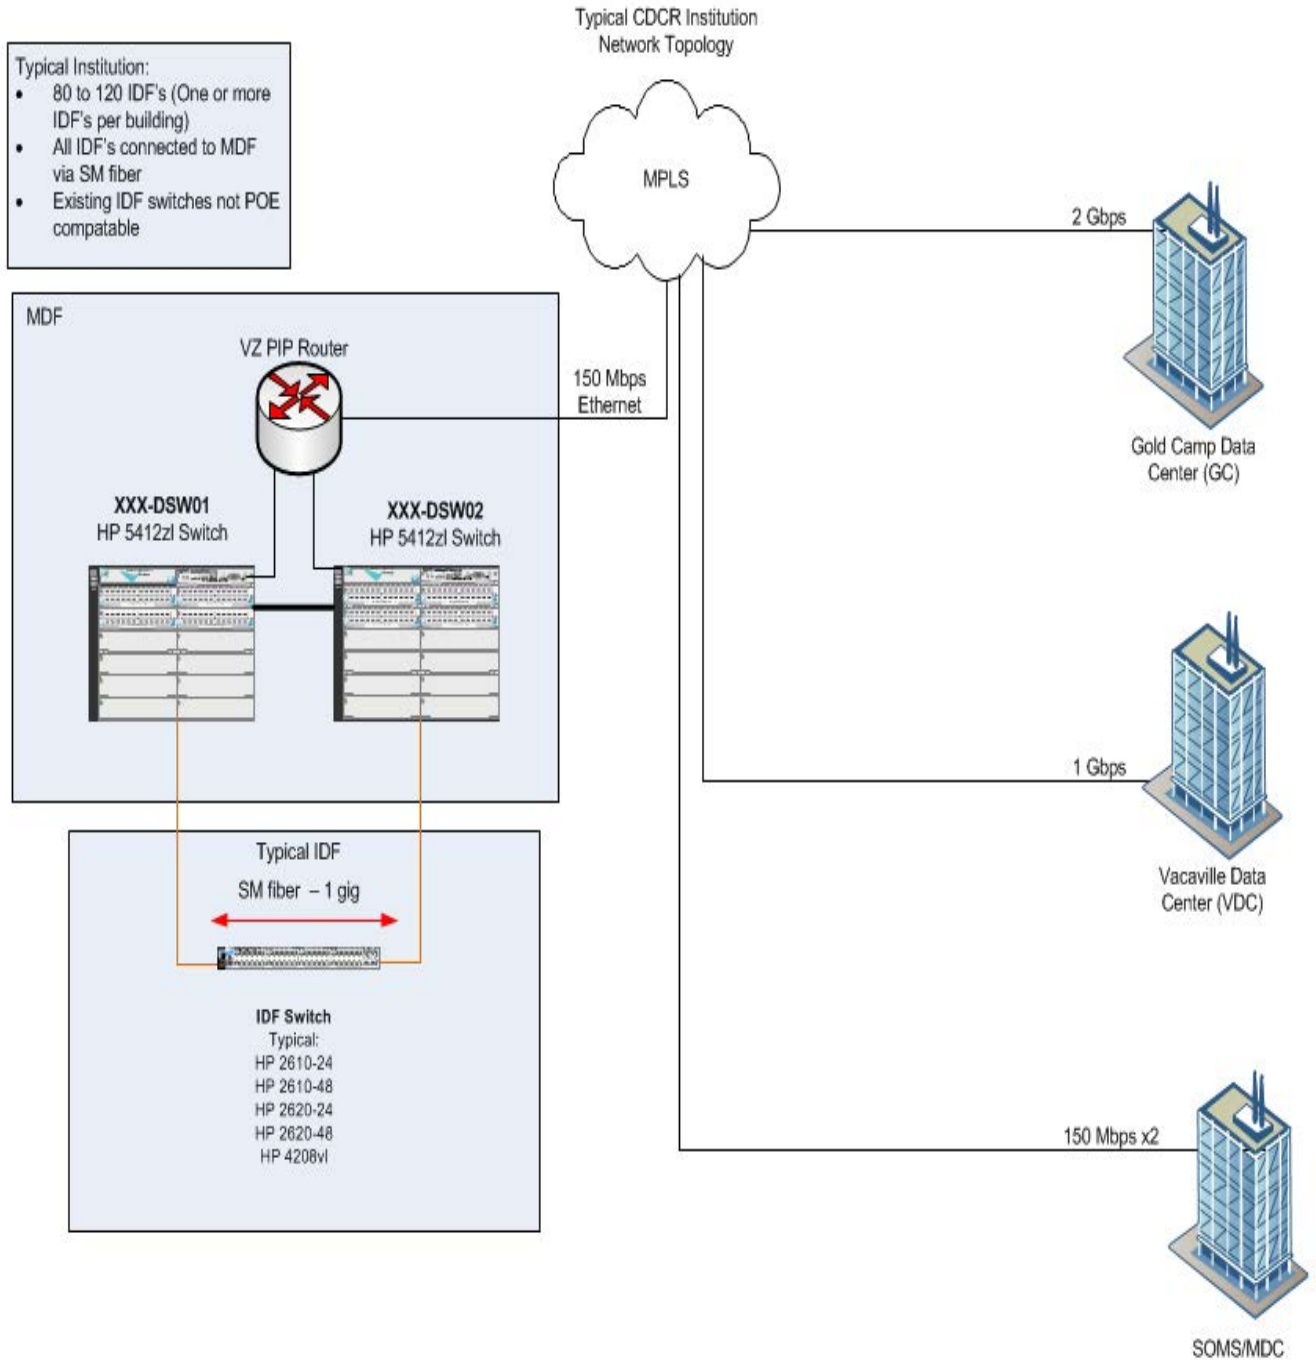 Typical CDCR Institution
Network Topology
Typical Institution:
• 80 to 120 IDF's (One or more
IDF's per building)
• All IDF's connected to MDF
via SM fiber
• Existing IDF switches not POE
compatable
MPLS
2 Gbps
Gold Camp Data
Center (GC)
MDF
VZ PIP Router
150 Mbps
Ethernet
XXX-DSW01
HP 5412zl Switch
XXX-DSW02
HP 5412zl Switch
1 Gbps
Vacaville Data
Center (VDC)
Typical IDF
SM fiber – 1 gig
IDF Switch
Typical:
HP 2610-24
HP 2610-48
HP 2620-24
HP 2620-48
HP 4208vl
150 Mbps x2
SOMS/MDC